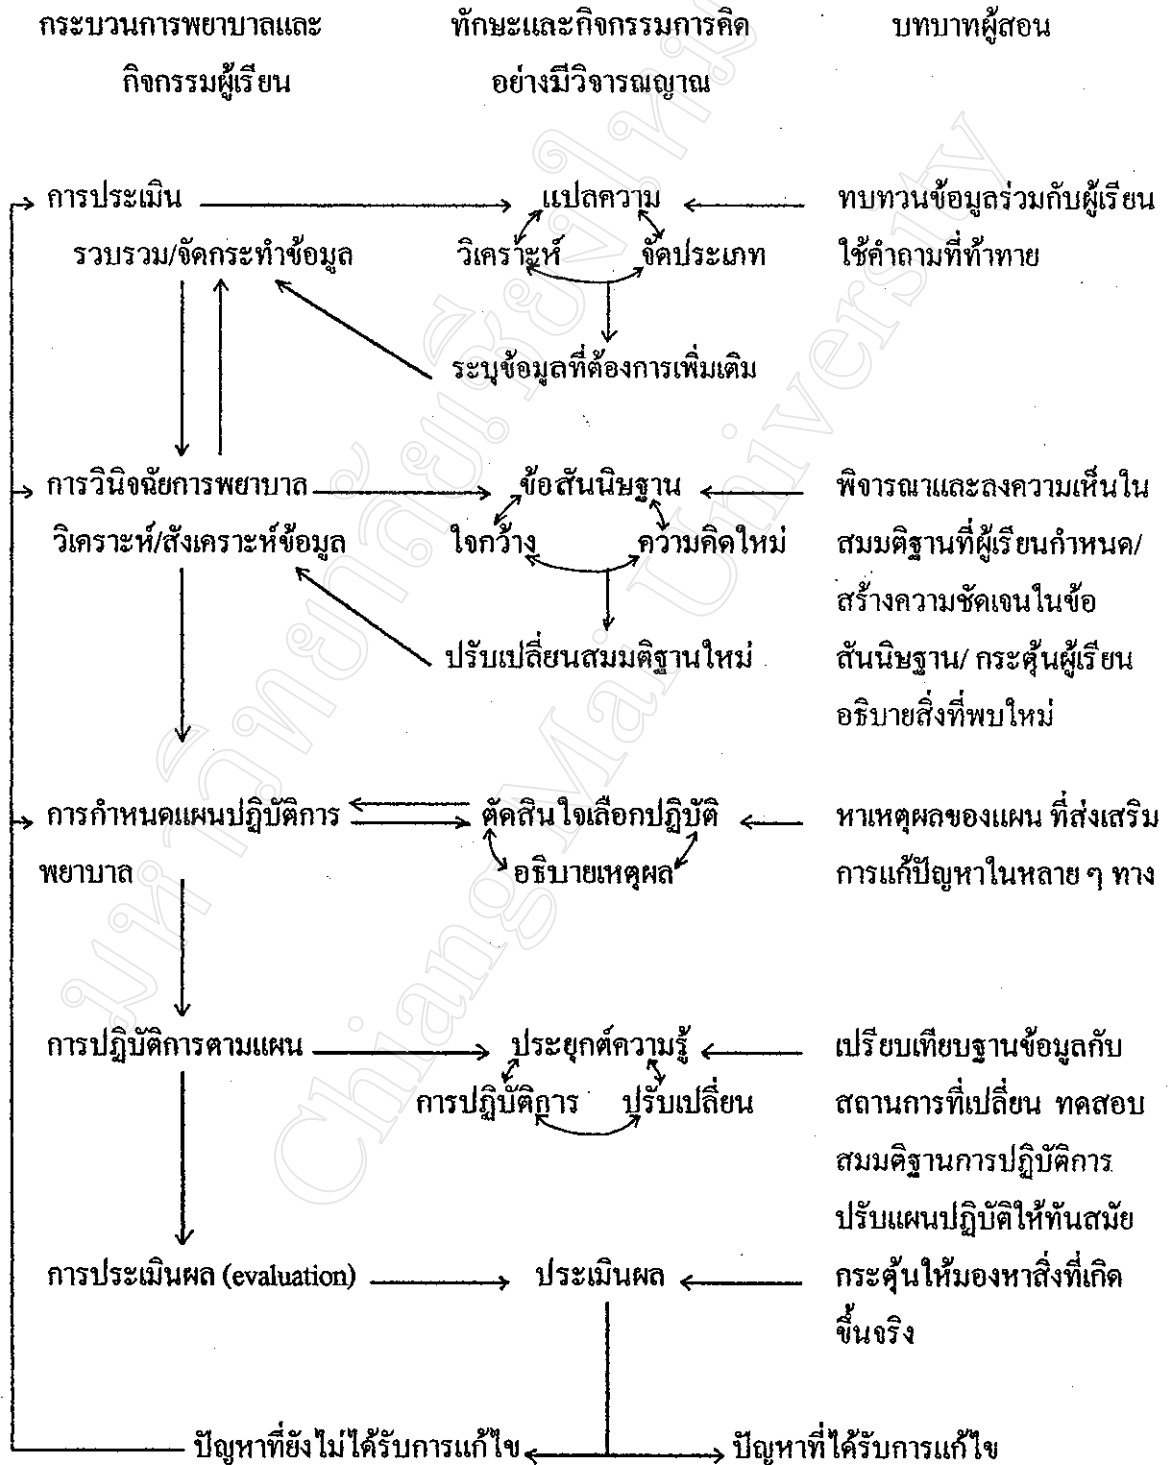 กระบวนการพยาบาลและ
กิจกรรมผู้เรียน
ทักษะและกิจกรรมการคิด
อย่างมีวิจารณญาณ
บทบาทผู้สอน
การประเมิน
แปลความ
ทบทวนข้อมูลร่วมกับผู้เรียน
รวบรวม/จัดกระทำข้อมูล
วิเคราะห์
จัดประเภท
ใช้คำถามที่ท้าทาย
ระบุข้อมูลที่ต้องการเพิ่มเติม
การวินิจฉัยการพยาบาล
ข้อสันนิษฐาน
พิจารณาและลงความเห็นใน
วิเคราะห์/สังเคราะห์ข้อมูล
ใจกว้าง
ความคิดใหม่
สมมติฐานที่ผู้เรียนกำหนด/
สร้างความชัดเจนในข้อ
ปรับเปลี่ยนสมมติฐานใหม่
สันนิษฐาน/ กระตุ้นผู้เรียน
อธิบายสิ่งที่พบใหม่
การกำหนดแผนปฏิบัติการ
ตัดสินใจเลือกปฏิบัติ
หาเหตุผลของแผน ที่ส่งเสริม
พยาบาล
อธิบายเหตุผล
การแก้ปัญหาในหลาย ๆ ทาง
การปฏิบัติการตามแผน
ประยุกต์ความรู้
เปรียบเทียบฐานข้อมูลกับ
การปฏิบัติการ
ปรับเปลี่ยน
สถานการที่เปลี่ยน ทดสอบ
สมมติฐานการปฏิบัติการ
ปรับแผนปฏิบัติให้ทันสมัย
การประเมินผล (evaluation)
ประเมินผล
กระตุ้นให้มองหาสิ่งที่เกิด
ขึ้นจริง
ปัญหาที่ยังไม่ได้รับการแก้ไข
ปัญหาที่ได้รับการแก้ไข
มหาวิทยาลัยเชียงใหม่
Chiang Mai University